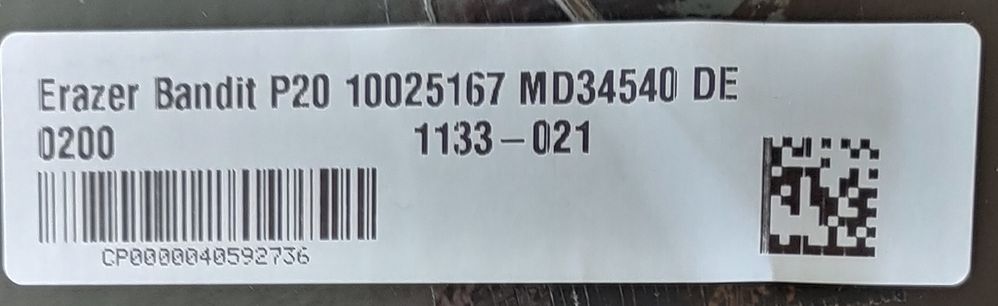 Erazer Bandit P20 10025167 MD34540 DE
0200 1133-021
CP0000040592736